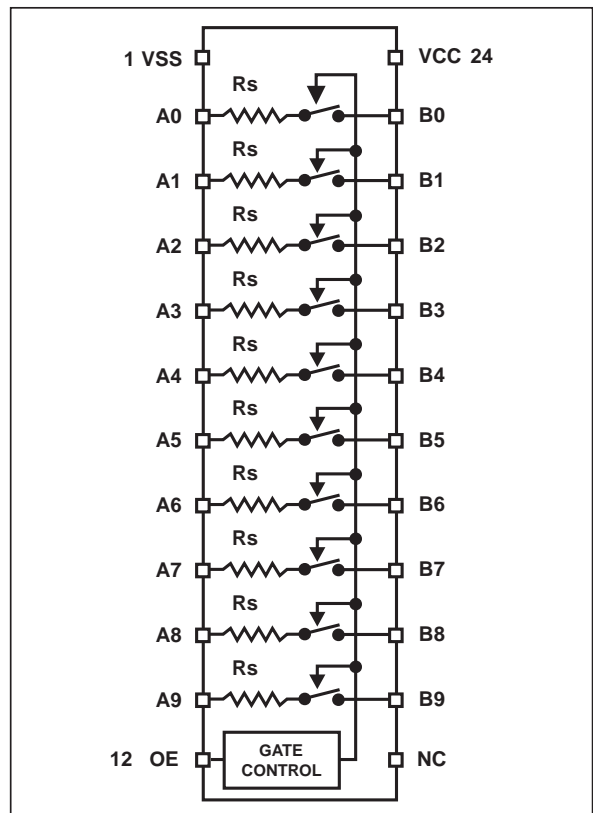 1 VSS VCC 24
Rs
A0 B0
Rs
A1 B1
Rs
A2 B2
Rs
A3 B3
Rs
A4 B4
Rs
A5 B5
Rs
A6 B6
Rs
A7 B7
Rs
A8 B8
Rs
A9 B9
12 OE GATE CONTROL NC